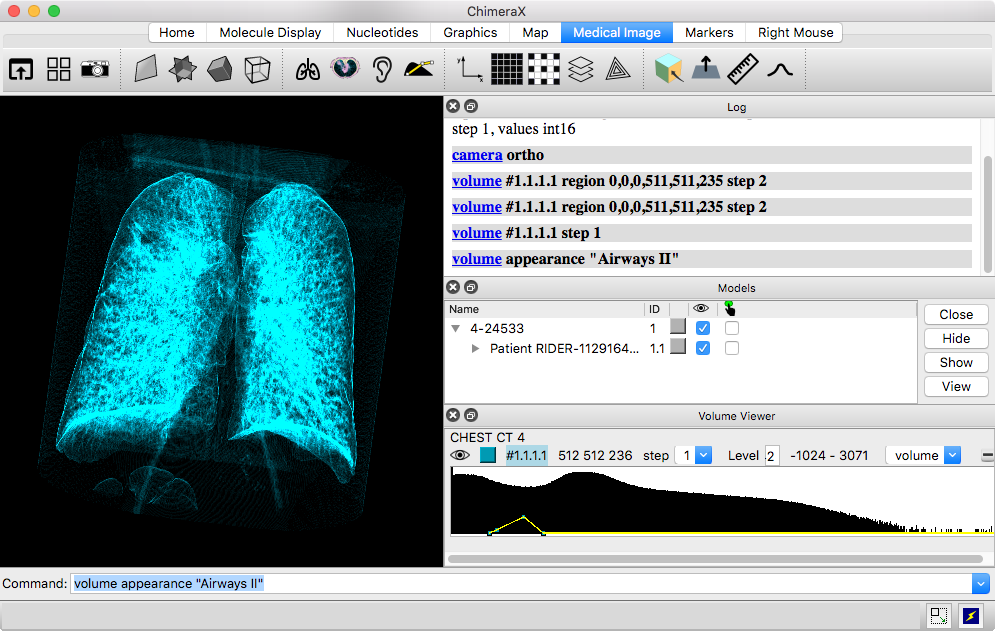 ChimeraX
Home Molecule Display Nucleotides Graphics Map Medical Image Markers Right Mouse
Log
step 1, values int16
camera ortho
volume #1.1.1.1 region 0,0,0,511,511,235 step 2
volume #1.1.1.1 region 0,0,0,511,511,235 step 2
volume #1.1.1.1 step 1
volume appearance "Airways II"
Models
Name ID
4-24533 1
Patient RIDER-1129164... 1.1
Close
Hide
Show
View
Volume Viewer
CHEST CT 4
#1.1.1.1 512 512 236 step 1 Level 2 -1024 - 3071 volume
Command: volume appearance "Airways II"